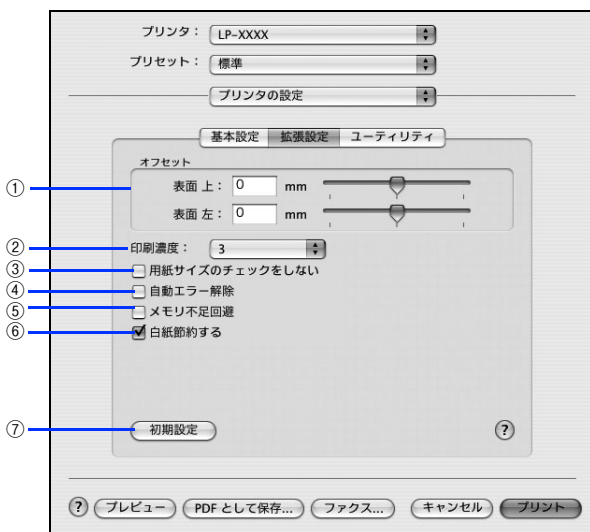 プリンタ： LP-XXXX
プリセット： 標準
プリンタの設定
基本設定 拡張設定 ユーティリティ
オフセット
① 表面 上： 0 mm
表面 左： 0 mm
② 印刷濃度： 3
③ 用紙サイズのチェックをしない
④ 自動エラー解除
⑤ メモリ不足回避
⑥ 白紙節約する
⑦ 初期設定 ?
? プレビュー PDF として保存... ファクス... キャンセル プリント